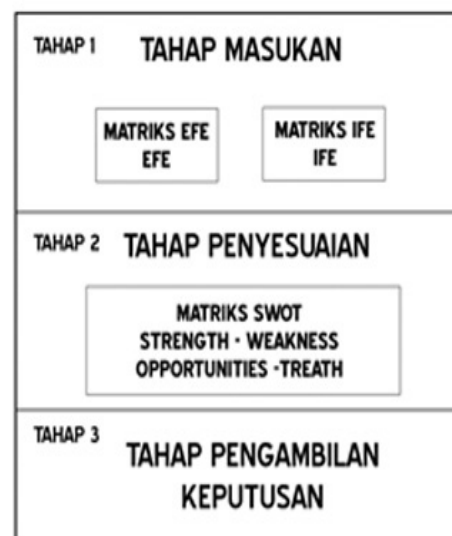 TAHAP 1 TAHAP MASUKAN
MATRIKS EFE
EFE
MATRIKS IFE
IFE
TAHAP 2 TAHAP PENYESUAIAN
MATRIKS SWOT
STRENGTH · WEAKNESS
OPPORTUNITIES ·TREATH
TAHAP 3
TAHAP PENGAMBILAN
KEPUTUSAN